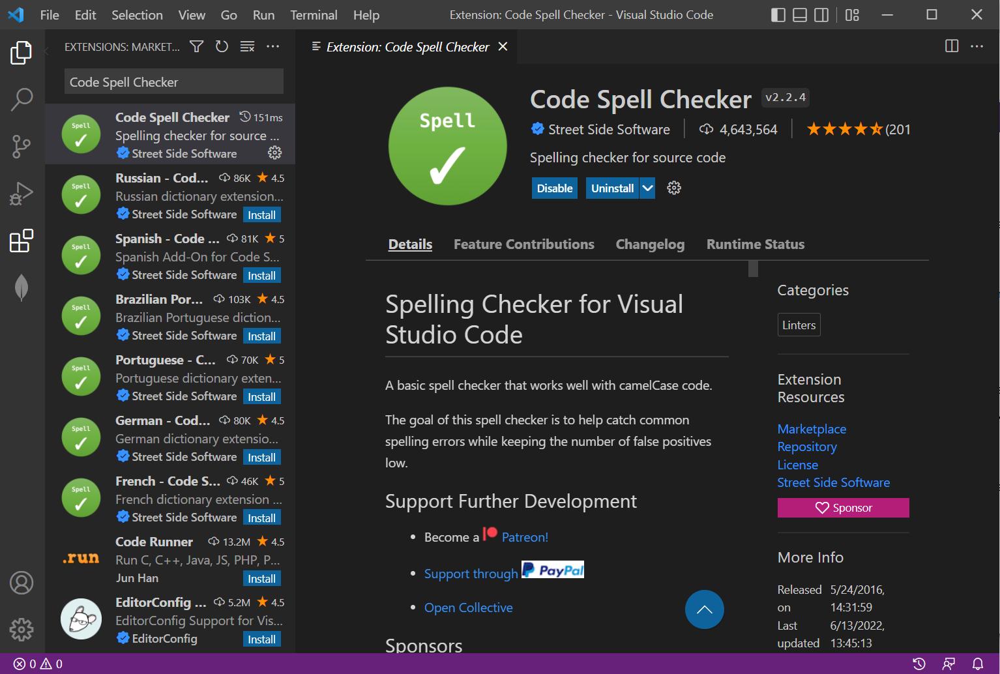 File Edit Selection View Go Run Terminal Help
Extension: Code Spell Checker - Visual Studio Code
EXTENSIONS: MARKET...
Code Spell Checker
Spell
Code Spell Checker 151ms
Spelling checker for source ...
Street Side Software
Spell
Russian - Cod... 86K 4.5
Russian dictionary extension...
Street Side Software Install
Spell
Spanish - Code ... 81K 5
Spanish Add-On for Code S...
Street Side Software Install
Spell
Brazilian Por... 103K 4.5
Brazilian Portuguese diction...
Street Side Software Install
Spell
Portuguese - C... 70K 5
Portuguese dictionary exten...
Street Side Software Install
Spell
German - Cod... 80K 4.5
German dictionary extensio...
Street Side Software Install
Spell
French - Code S... 46K 5
French dictionary extension ...
Street Side Software Install
.run
Code Runner 13.2M 4.5
Run C, C++, Java, JS, PHP, P...
Jun Han Install
EditorConfig ... 5.2M 4.5
EditorConfig Support for Vis...
EditorConfig Install
Extension: Code Spell Checker
Spell
Code Spell Checker v2.2.4
Street Side Software 4,643,564 (201
Spelling checker for source code
Disable Uninstall
Details Feature Contributions Changelog Runtime Status
Spelling Checker for Visual
Studio Code
A basic spell checker that works well with camelCase code.
The goal of this spell checker is to help catch common
spelling errors while keeping the number of false positives
low.
Support Further Development
• Become a Patreon!
• Support through PayPal
• Open Collective
Sponsors
Categories
Linters
Extension
Resources
Marketplace
Repository
License
Street Side Software
Sponsor
More Info
Released 5/24/2016,
on 14:31:59
Last 6/13/2022,
updated 13:45:13
0 0